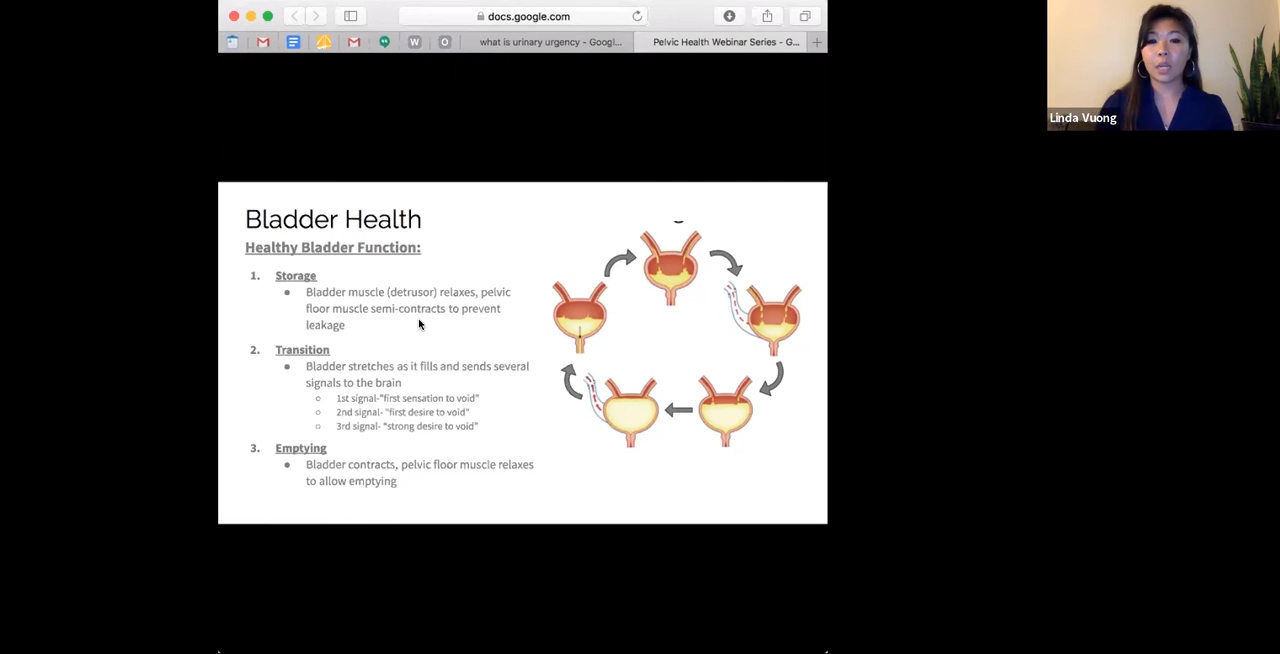 docs.google.com
W
O
what is urinary urgency - Googl...
Pelvic Health Webinar Series - G...
Linda Vuong
Bladder Health
Healthy Bladder Function:
1. Storage
● Bladder muscle (detrusor) relaxes, pelvic
floor muscle semi-contracts to prevent
leakage
2. Transition
● Bladder stretches as it fills and sends several
signals to the brain
○ 1st signal-"first sensation to void"
○ 2nd signal- "first desire to void"
○ 3rd signal- "strong desire to void"
3. Emptying
● Bladder contracts, pelvic floor muscle relaxes
to allow emptying